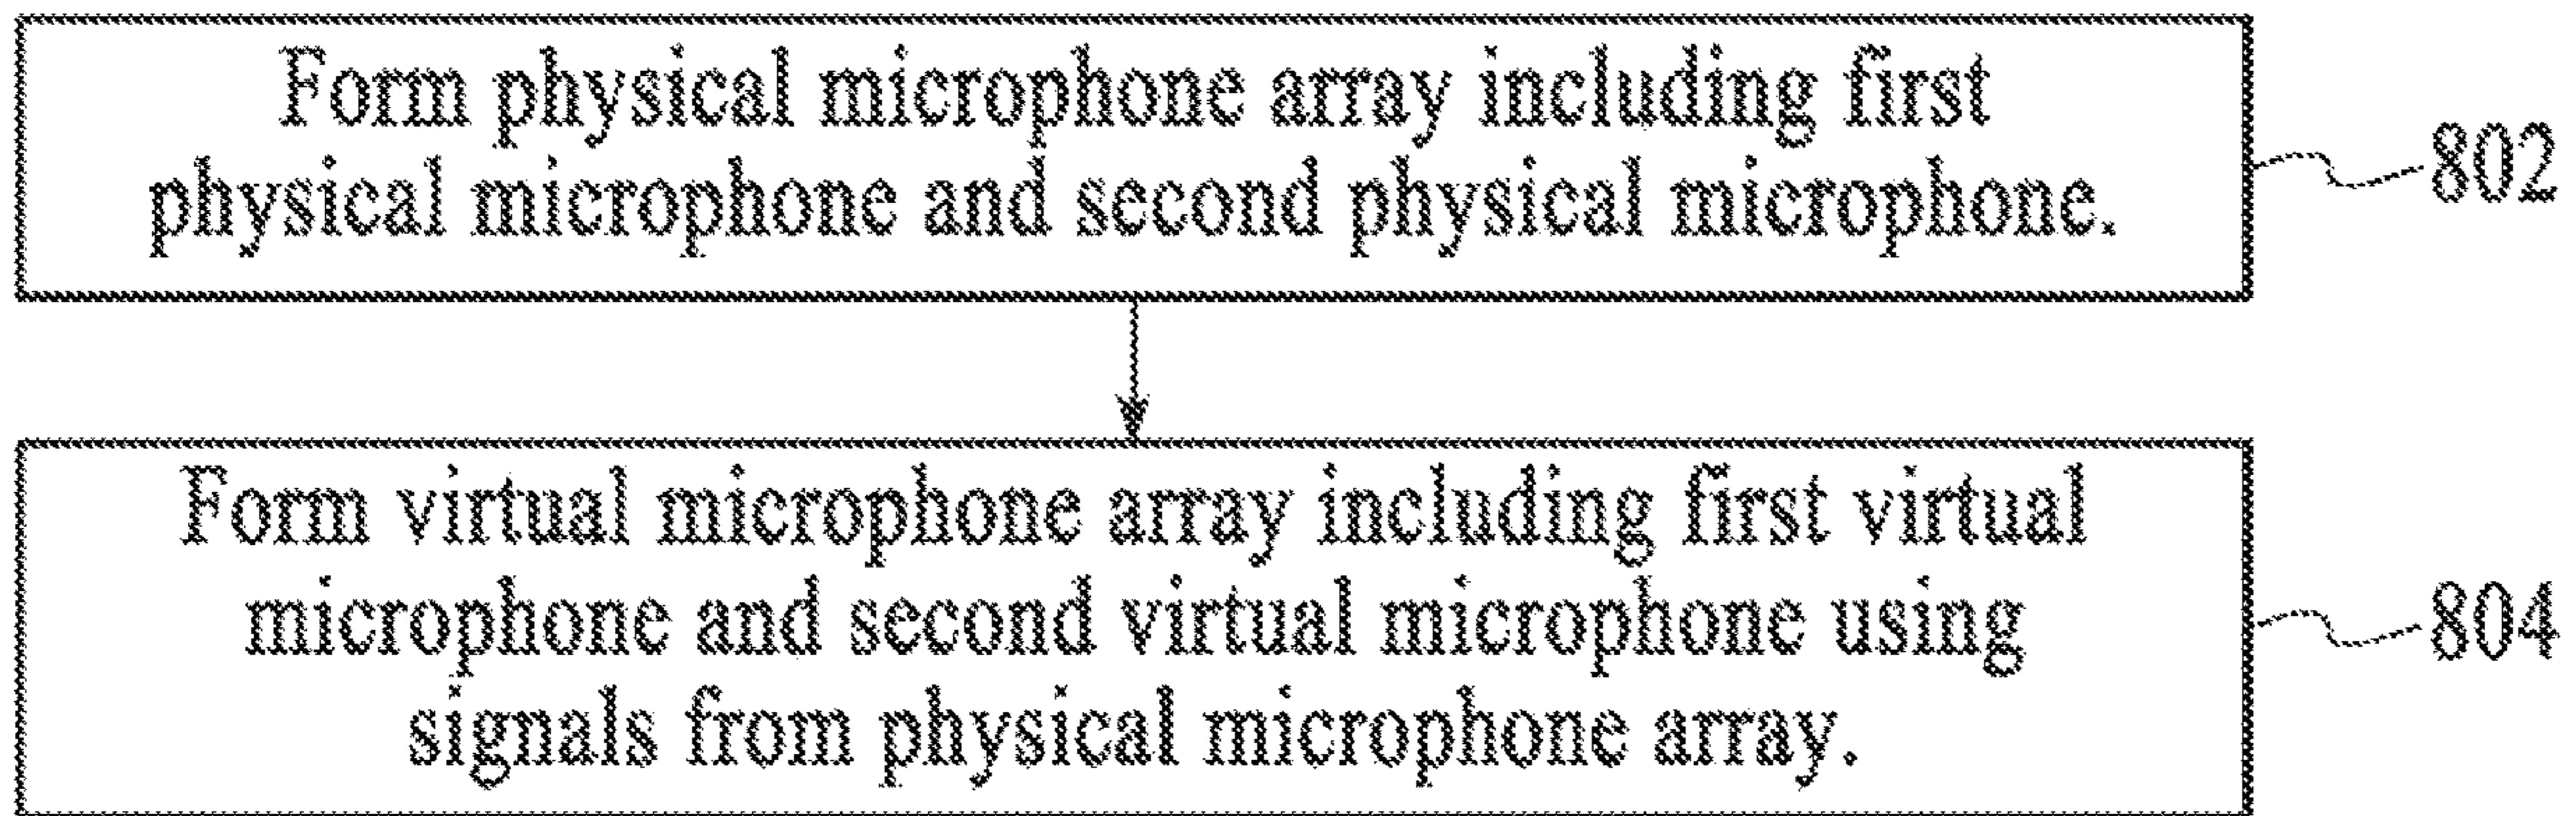 Form physical microphone array including first
physical microphone and second physical microphone.
802
Form virtual microphone array including first virtual
microphone and second virtual microphone using
signals from physical microphone array.
804